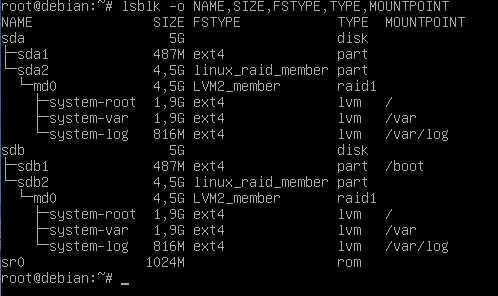 root@debian:~# lsblk -o NAME,SIZE,FSTYPE,TYPE,MOUNTPOINT
NAME                SIZE FSTYPE            TYPE  MOUNTPOINT
sda                   5G                   disk
├─sda1              487M ext4              part
└─sda2              4,5G linux_raid_member part
  └─md0             4,5G LVM2_member       raid1
    ├─system-root   1,9G ext4              lvm   /
    ├─system-var    1,9G ext4              lvm   /var
    └─system-log    816M ext4              lvm   /var/log
sdb                   5G                   disk
├─sdb1              487M ext4              part  /boot
└─sdb2              4,5G linux_raid_member part
  └─md0             4,5G LVM2_member       raid1
    ├─system-root   1,9G ext4              lvm   /
    ├─system-var    1,9G ext4              lvm   /var
    └─system-log    816M ext4              lvm   /var/log
sr0                1024M                   rom
root@debian:~# _